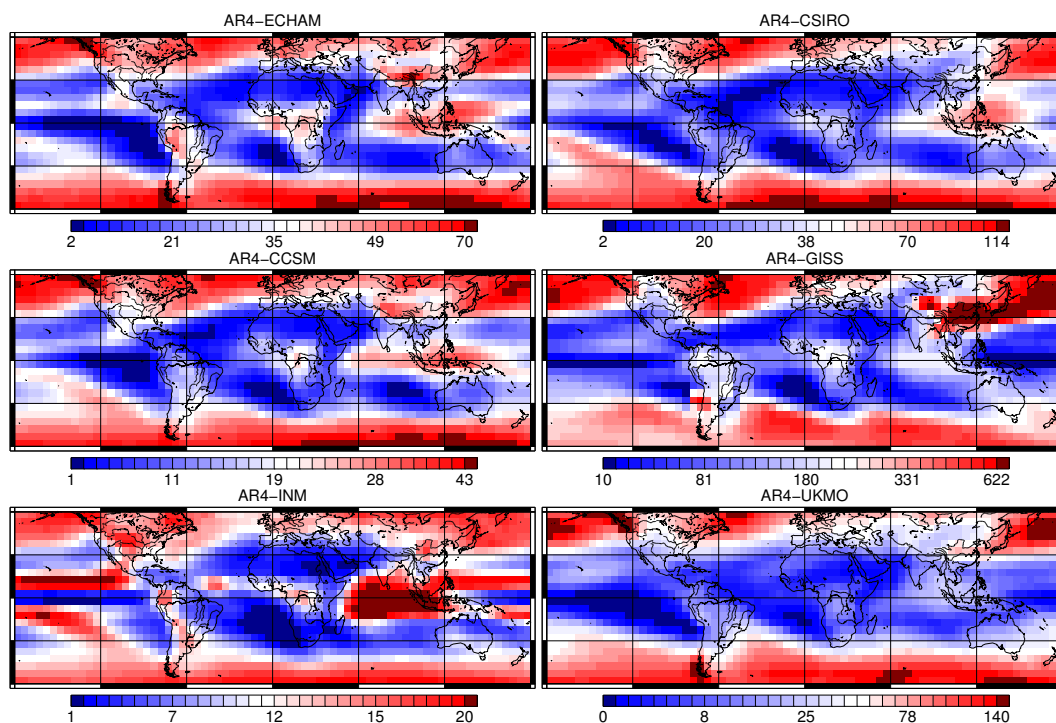 AR4-ECHAM
AR4-CSIRO
2 21 35 49 70
2 20 38 70 114
AR4-CCSM
AR4-GISS
1 11 19 28 43
10 81 180 331 622
AR4-INM
AR4-UKMO
1 7 12 15 20
0 8 25 78 140